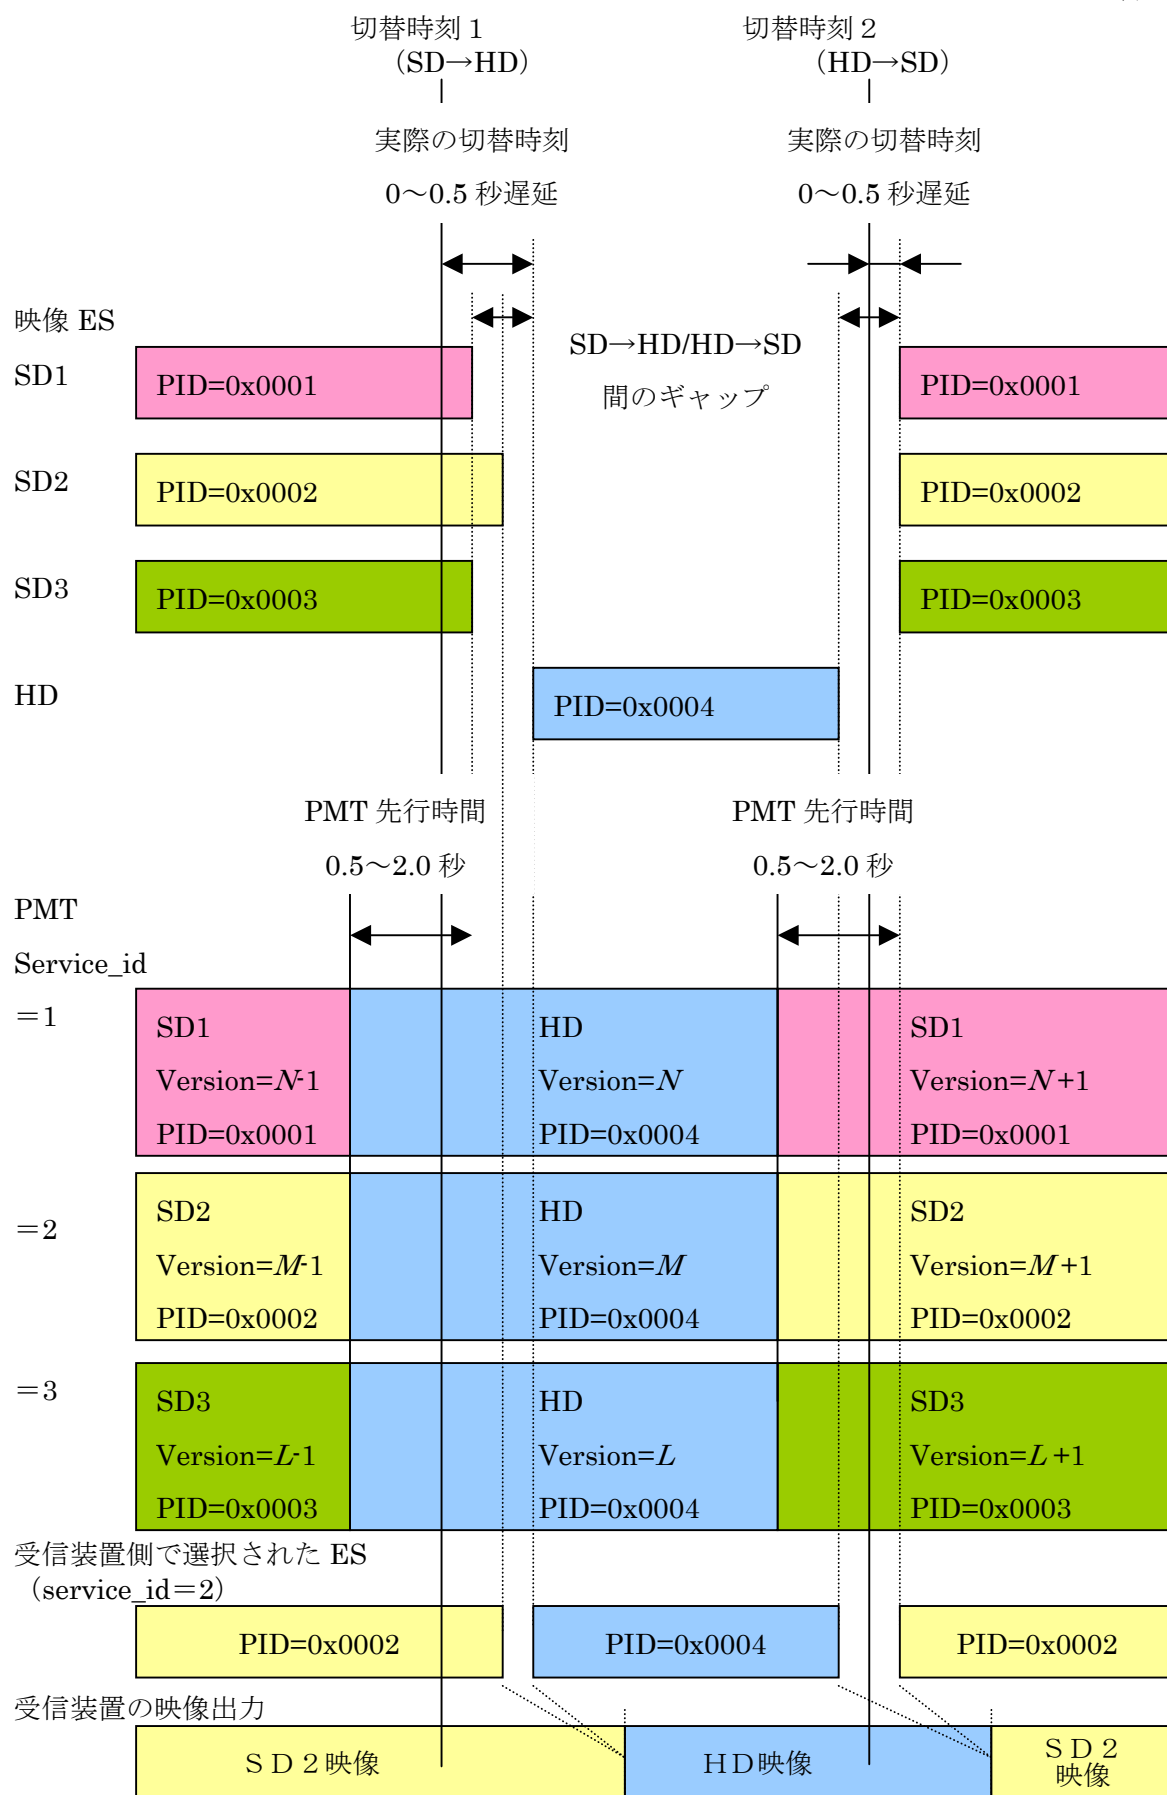 切替時刻１
（SD→HD）
切替時刻２
（HD→SD）
実際の切替時刻
0～0.5 秒遅延
実際の切替時刻
0～0.5 秒遅延
映像 ES
SD→HD/HD→SD
間のギャップ
SD1
PID=0x0001
PID=0x0001
SD2
PID=0x0002
PID=0x0002
SD3
PID=0x0003
PID=0x0003
HD
PID=0x0004
PMT 先行時間
0.5～2.0 秒
PMT 先行時間
0.5～2.0 秒
PMT
Service_id
＝1
SD1
Version=N-1
PID=0x0001
HD
Version=N
PID=0x0004
SD1
Version=N+1
PID=0x0001
＝2
SD2
Version=M-1
PID=0x0002
HD
Version=M
PID=0x0004
SD2
Version=M+1
PID=0x0002
＝3
SD3
Version=L-1
PID=0x0003
HD
Version=L
PID=0x0004
SD3
Version=L+1
PID=0x0003
受信装置側で選択された ES
（service_id＝2）
PID=0x0002
PID=0x0004
PID=0x0002
受信装置の映像出力
ＳＤ２映像
ＨＤ映像
ＳＤ２
映像